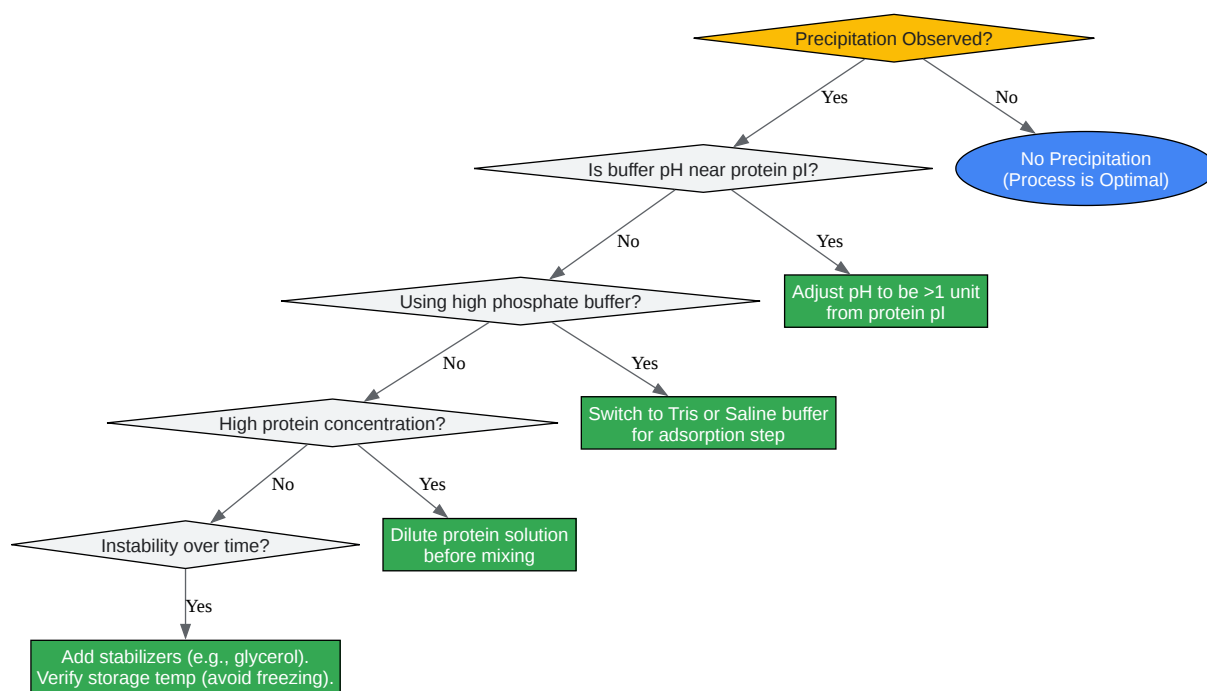 Precipitation Observed?
Yes
No
Is buffer pH near protein pI?
No Precipitation
(Process is Optimal)
No
Yes
Using high phosphate buffer?
Adjust pH to be >1 unit
from protein pI
No
Yes
High protein concentration?
Switch to Tris or Saline buffer
for adsorption step
No
Yes
Instability over time?
Dilute protein solution
before mixing
Yes
Add stabilizers (e.g., glycerol).
Verify storage temp (avoid freezing).